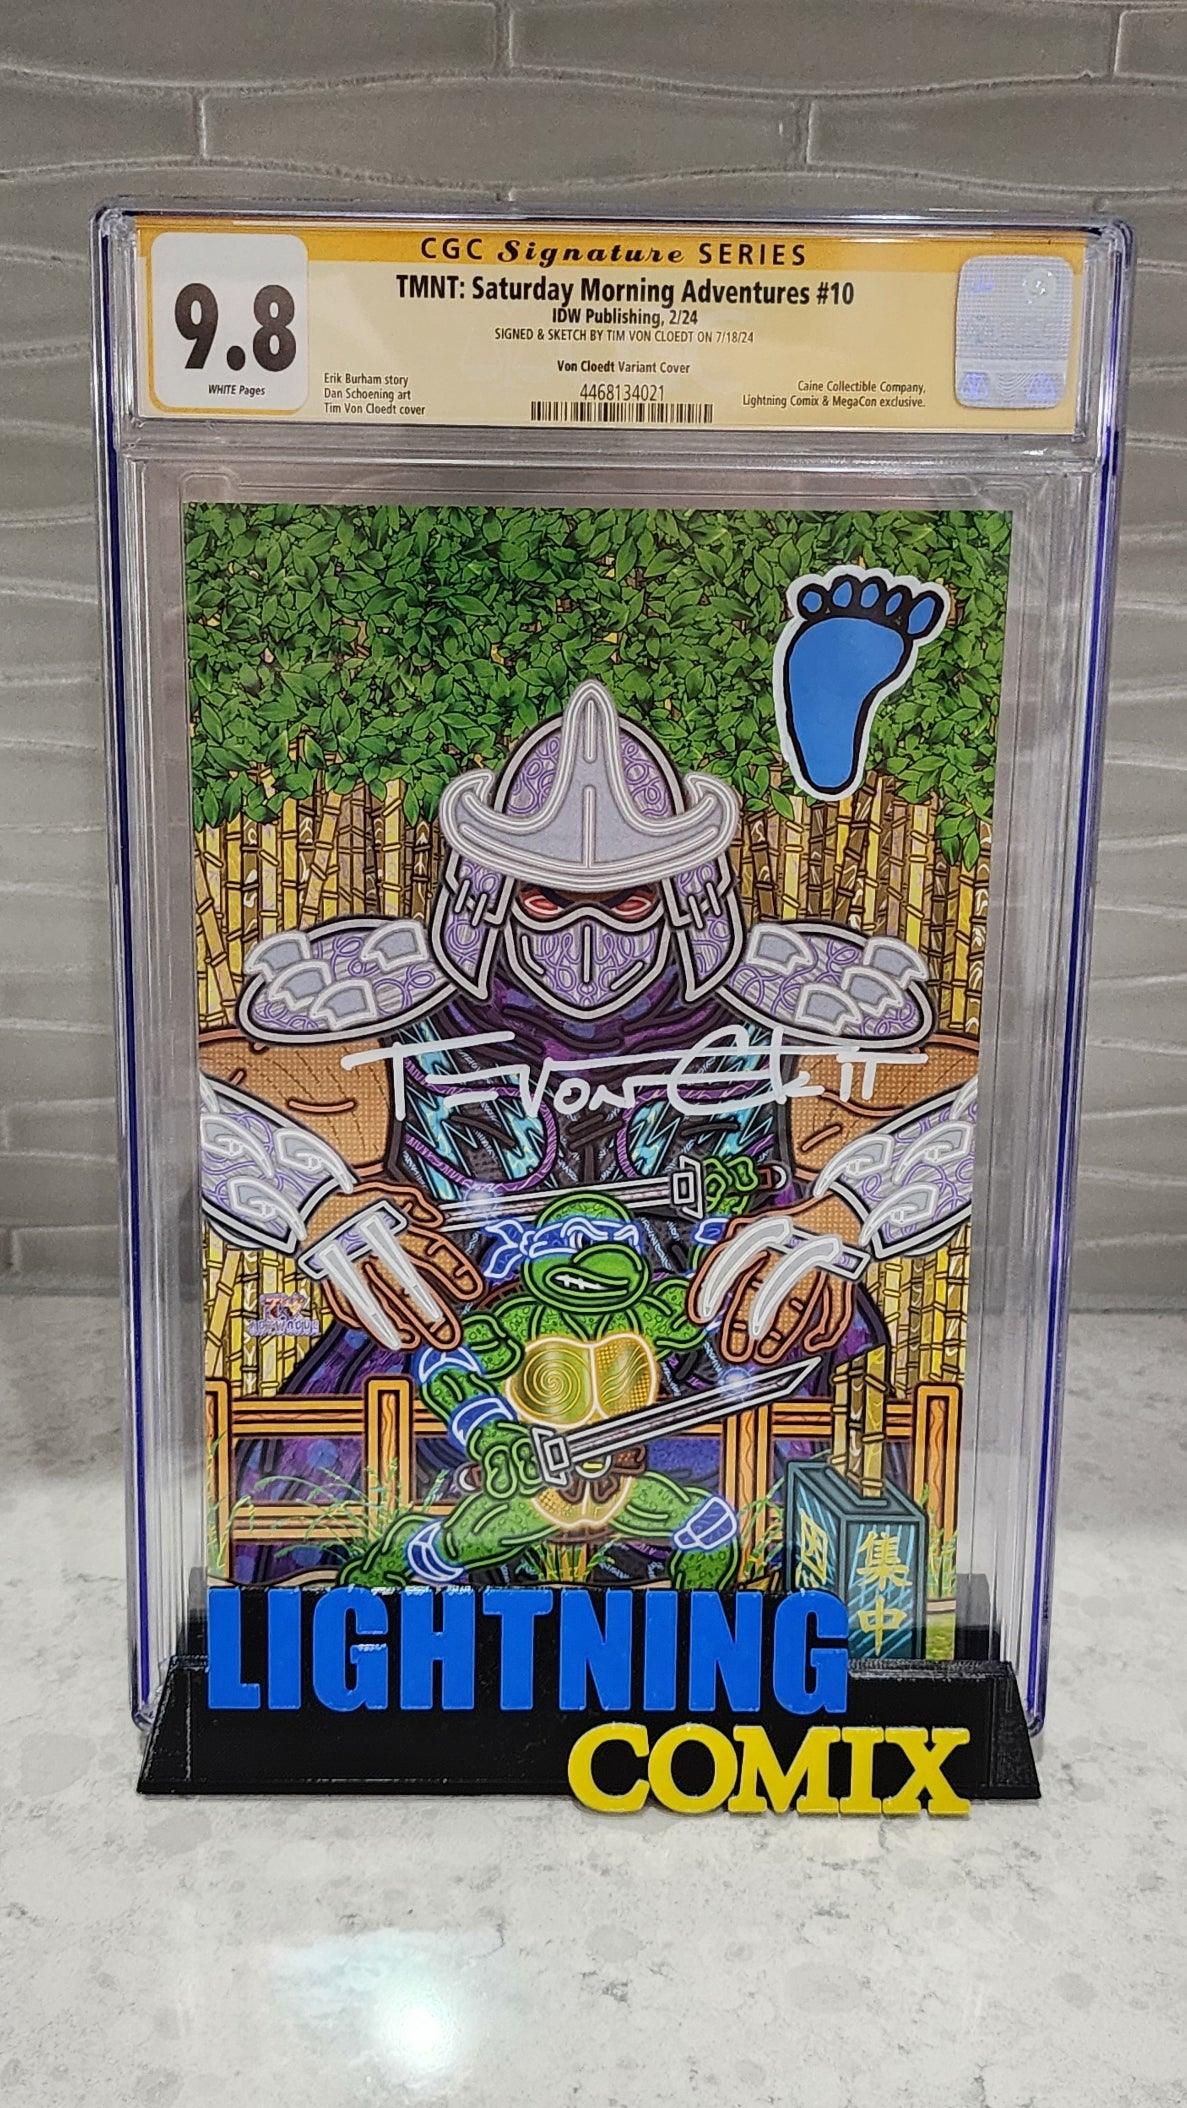 CGC Signature SERIES
9.8
WHITE Pages
TMNT: Saturday Morning Adventures #10
IDW Publishing, 2/24
SIGNED & SKETCH BY TIM VON CLOEDT ON 7/18/24
Von Cloedt Variant Cover
4468134021
Erik Burham story
Dan Schoening art
Tim Von Cloedt cover
Caine Collectible Company,
Lightning Comix & MegaCon exclusive.
集中
LIGHTNING
COMIX